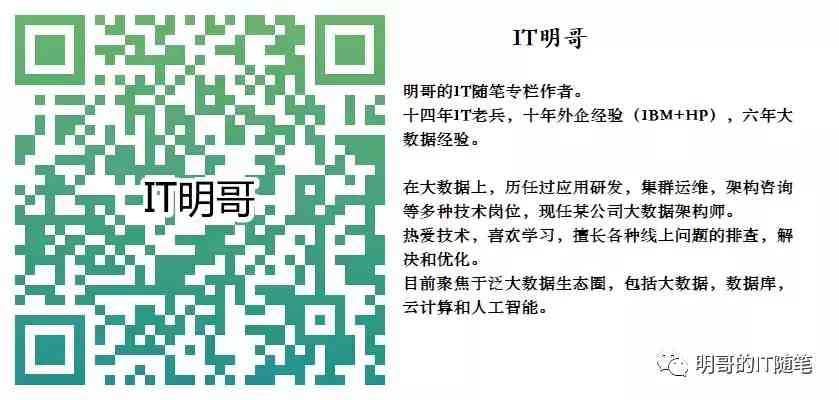 IT明哥
IT明哥
明哥的IT随笔专栏作者。
十四年IT老兵，十年外企经验（IBM+HP），六年大
数据经验。
在大数据上，历任过应用研发，集群运维，架构咨询
等多种技术岗位，现任某公司大数据架构师。
热爱技术，喜欢学习，擅长各种线上问题的排查，解
决和优化。
目前聚焦于泛大数据生态圈，包括大数据，数据库，
云计算和人工智能。
明哥的IT随笔